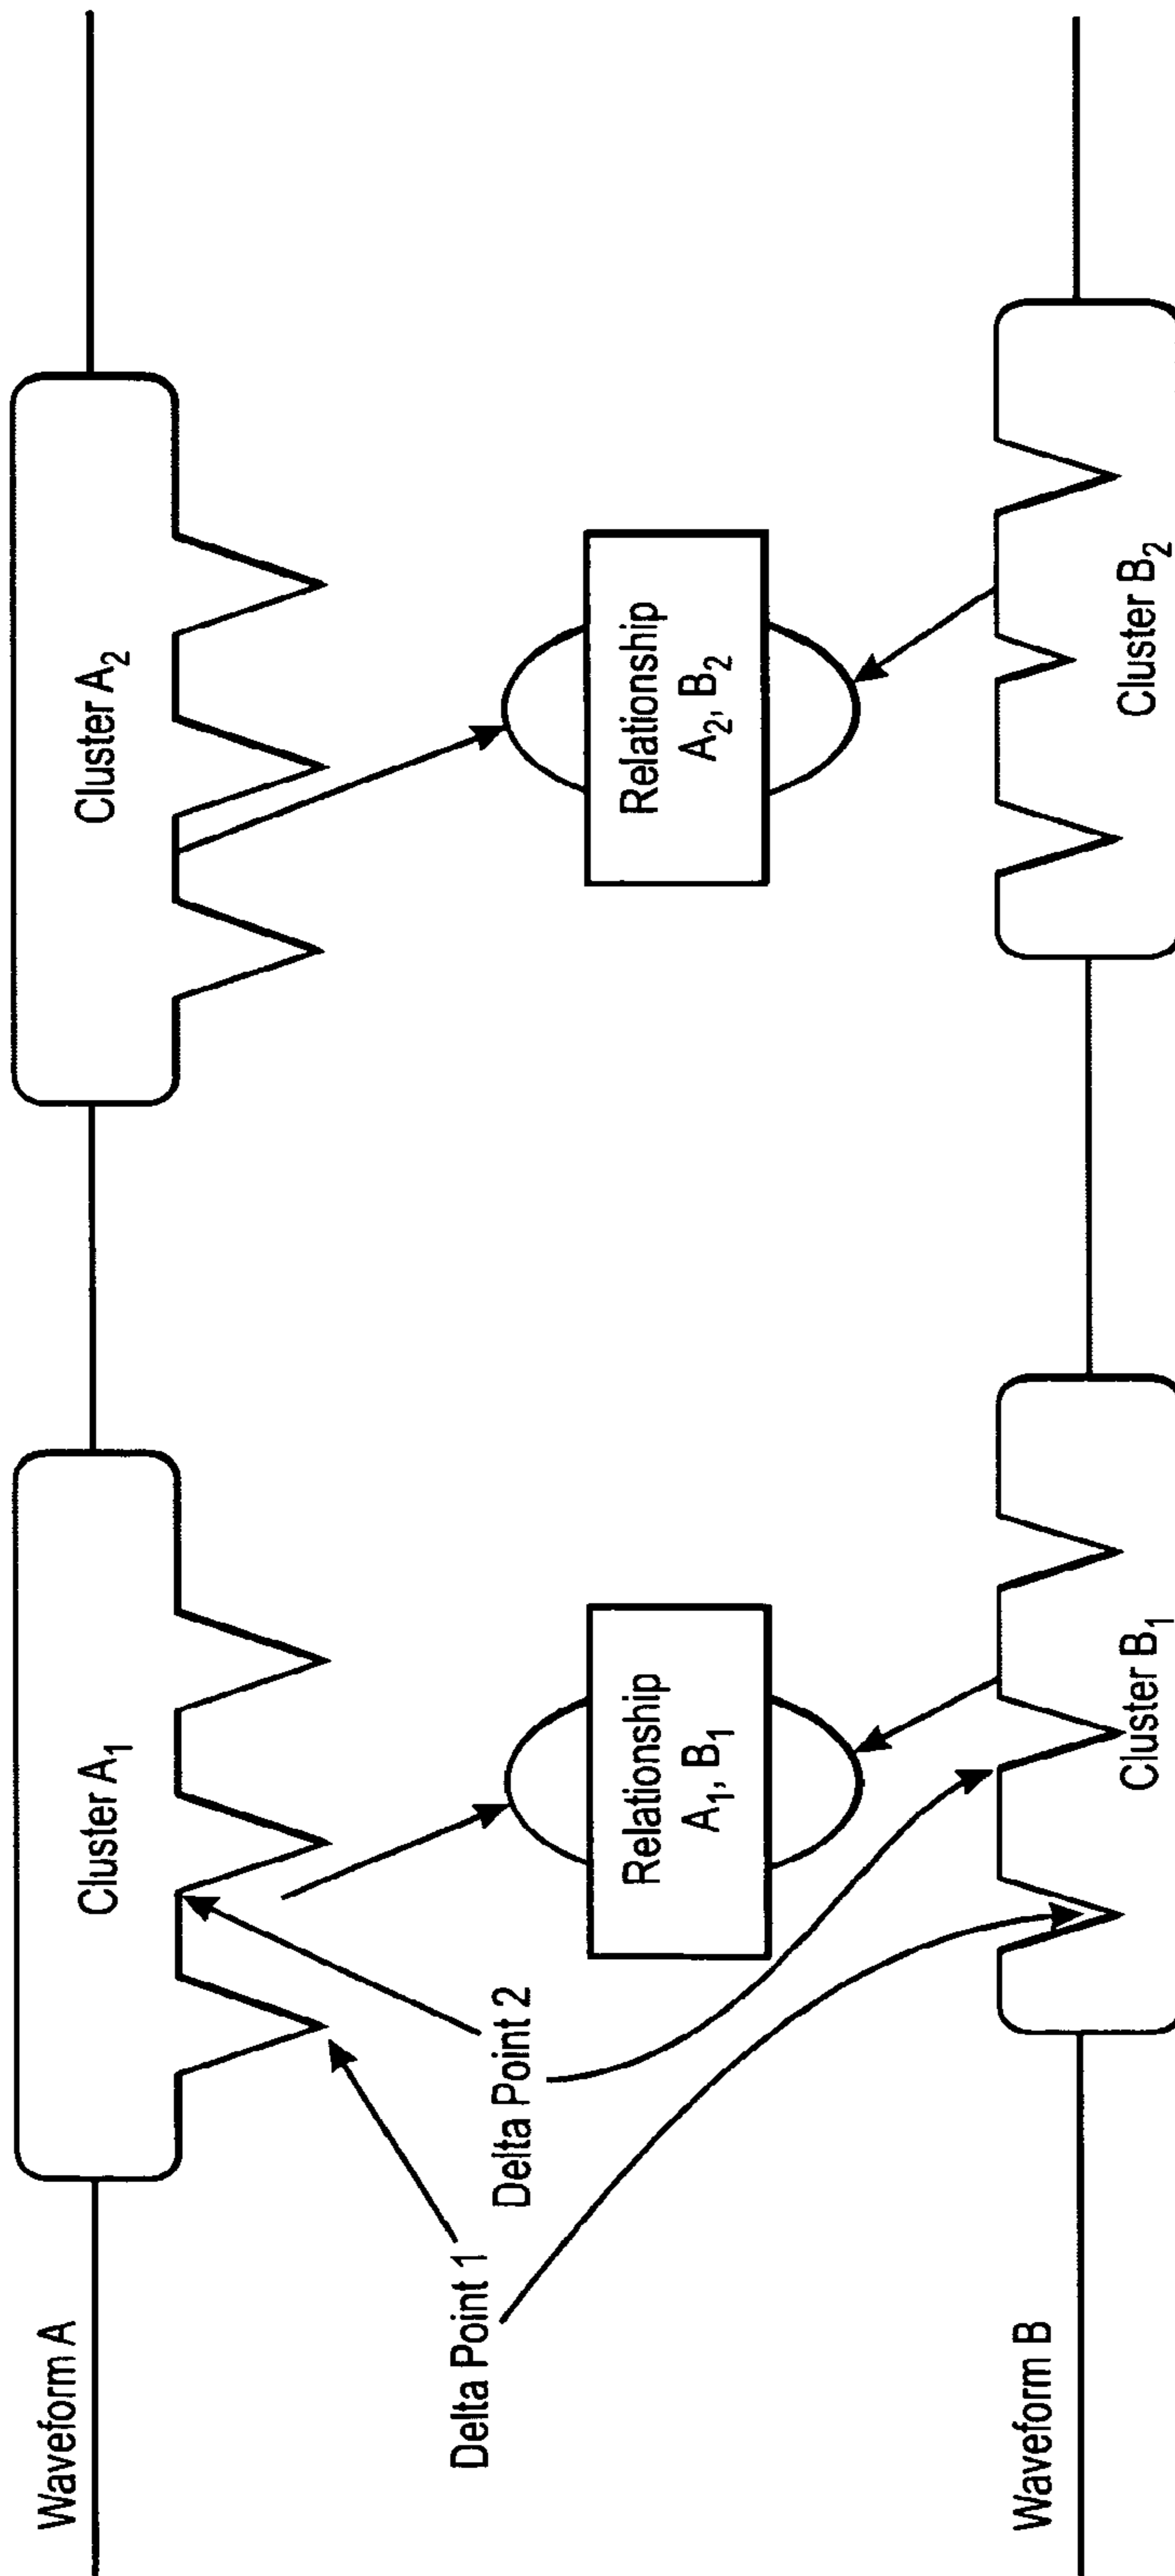 Waveform A
Cluster A₁
Cluster A₂
Delta Point 1
Delta Point 2
Relationship
A₁, B₁
Relationship
A₂, B₂
Waveform B
Cluster B₁
Cluster B₂